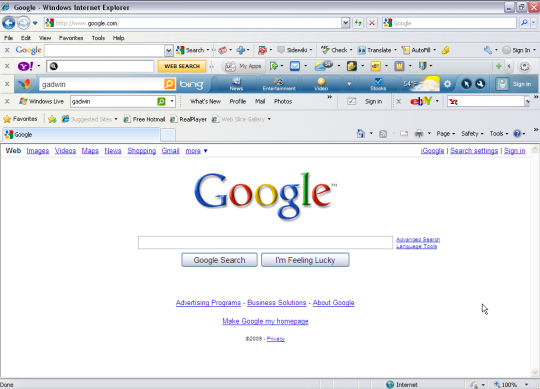 Google - Windows Internet Explorer
http://www.google.com/ Google
File Edit View Favorites Tools Help
x Google Search Sidewiki Check Translate AutoFill Sign In
x Y! WEB SEARCH My Apps
x gadwin bing News Entertainment Video Stocks 54°F Sign in
x Windows Live gadwin What's New Profile Mail Photos Sign in x eBY
Favorites Suggested Sites Free Hotmail RealPlayer Web Slice Gallery
Google Page Safety Tools
Web Images Videos Maps News Shopping Gmail more ▼ iGoogle | Search settings | Sign in
Google™
Advanced Search
Language Tools
Google Search I'm Feeling Lucky
Advertising Programs - Business Solutions - About Google
Make Google my homepage
©2009 - Privacy
Done Internet 100%